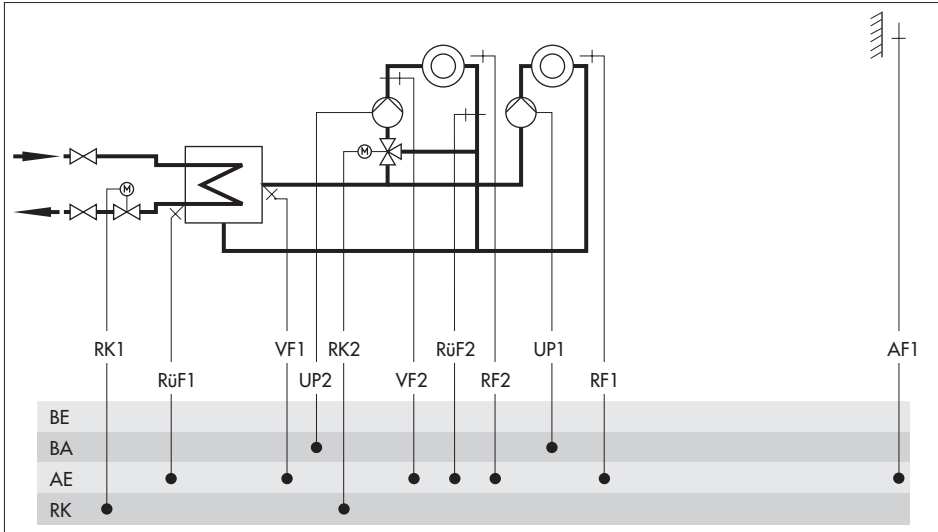 M
M
RK1 VF1 RK2 RüF2 UP1 AF1
RüF1 UP2 VF2 RF2 RF1
BE
BA
AE
RK